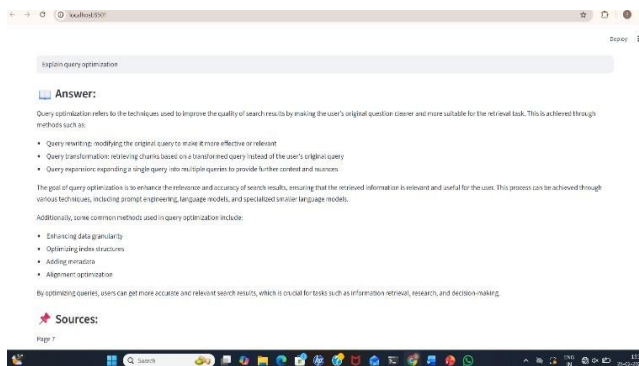 localhost:8501
Deploy
Explain query optimization
Answer:
Query optimization refers to the techniques used to improve the quality of search results by making the user's original question clearer and more suitable for the retrieval task. This is achieved through
methods such as:
Query rewriting: modifying the original query to make it more effective or relevant
Query transformation: retrieving chunks based on a transformed query instead of the user's original query
Query expansion: expanding a single query into multiple queries to provide further context and nuances
The goal of query optimization is to enhance the relevance and accuracy of search results, ensuring that the retrieved information is relevant and useful for the user. This process can be achieved through
various techniques, including prompt engineering, language models, and specialized smaller language models.
Additionally, some common methods used in query optimization include:
Enhancing data granularity
Optimizing index structures
Adding metadata
Alignment optimization
By optimizing queries, users can get more accurate and relevant search results, which is crucial for tasks such as information retrieval, research, and decision-making.
Sources:
Page 7
Search
ENG
IN